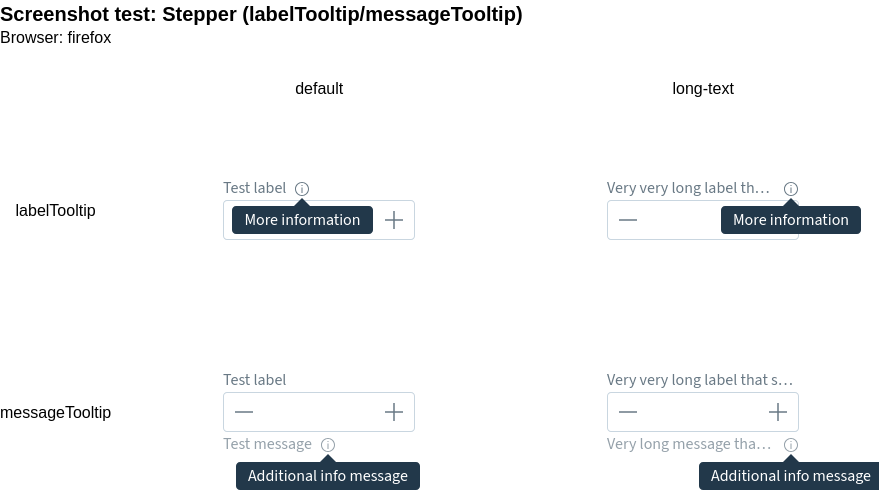 Screenshot test: Stepper (labelTooltip/messageTooltip)
Browser: firefox
default
long-text
labelTooltip
Test label
More information
Very very long label th…
More information
messageTooltip
Test label
Test message
Additional info message
Very very long label that s…
Very long message tha…
Additional info message